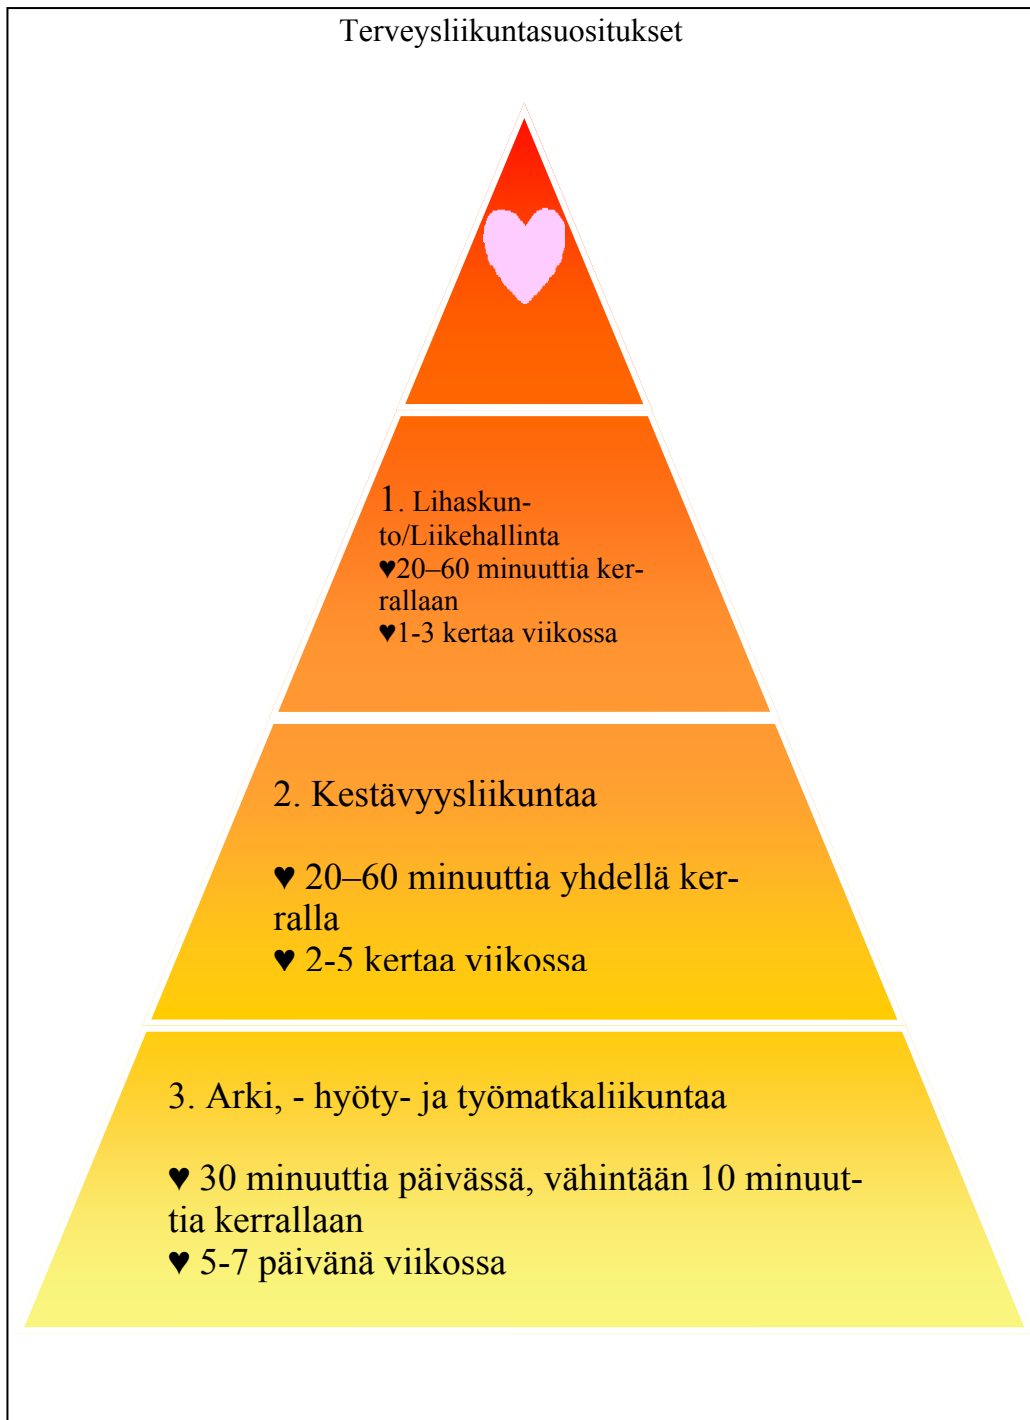 Terveysliikuntasuositukset
1. Lihaskun-
to/Liikehallinta
♥20–60 minuuttia ker-
rallaan
♥1-3 kertaa viikossa
2. Kestävyysliikuntaa
♥ 20–60 minuuttia yhdellä ker-
ralla
♥ 2-5 kertaa viikossa
3. Arki, - hyöty- ja työmatkaliikuntaa
♥ 30 minuuttia päivässä, vähintään 10 minuut-
tia kerrallaan
♥ 5-7 päivänä viikossa